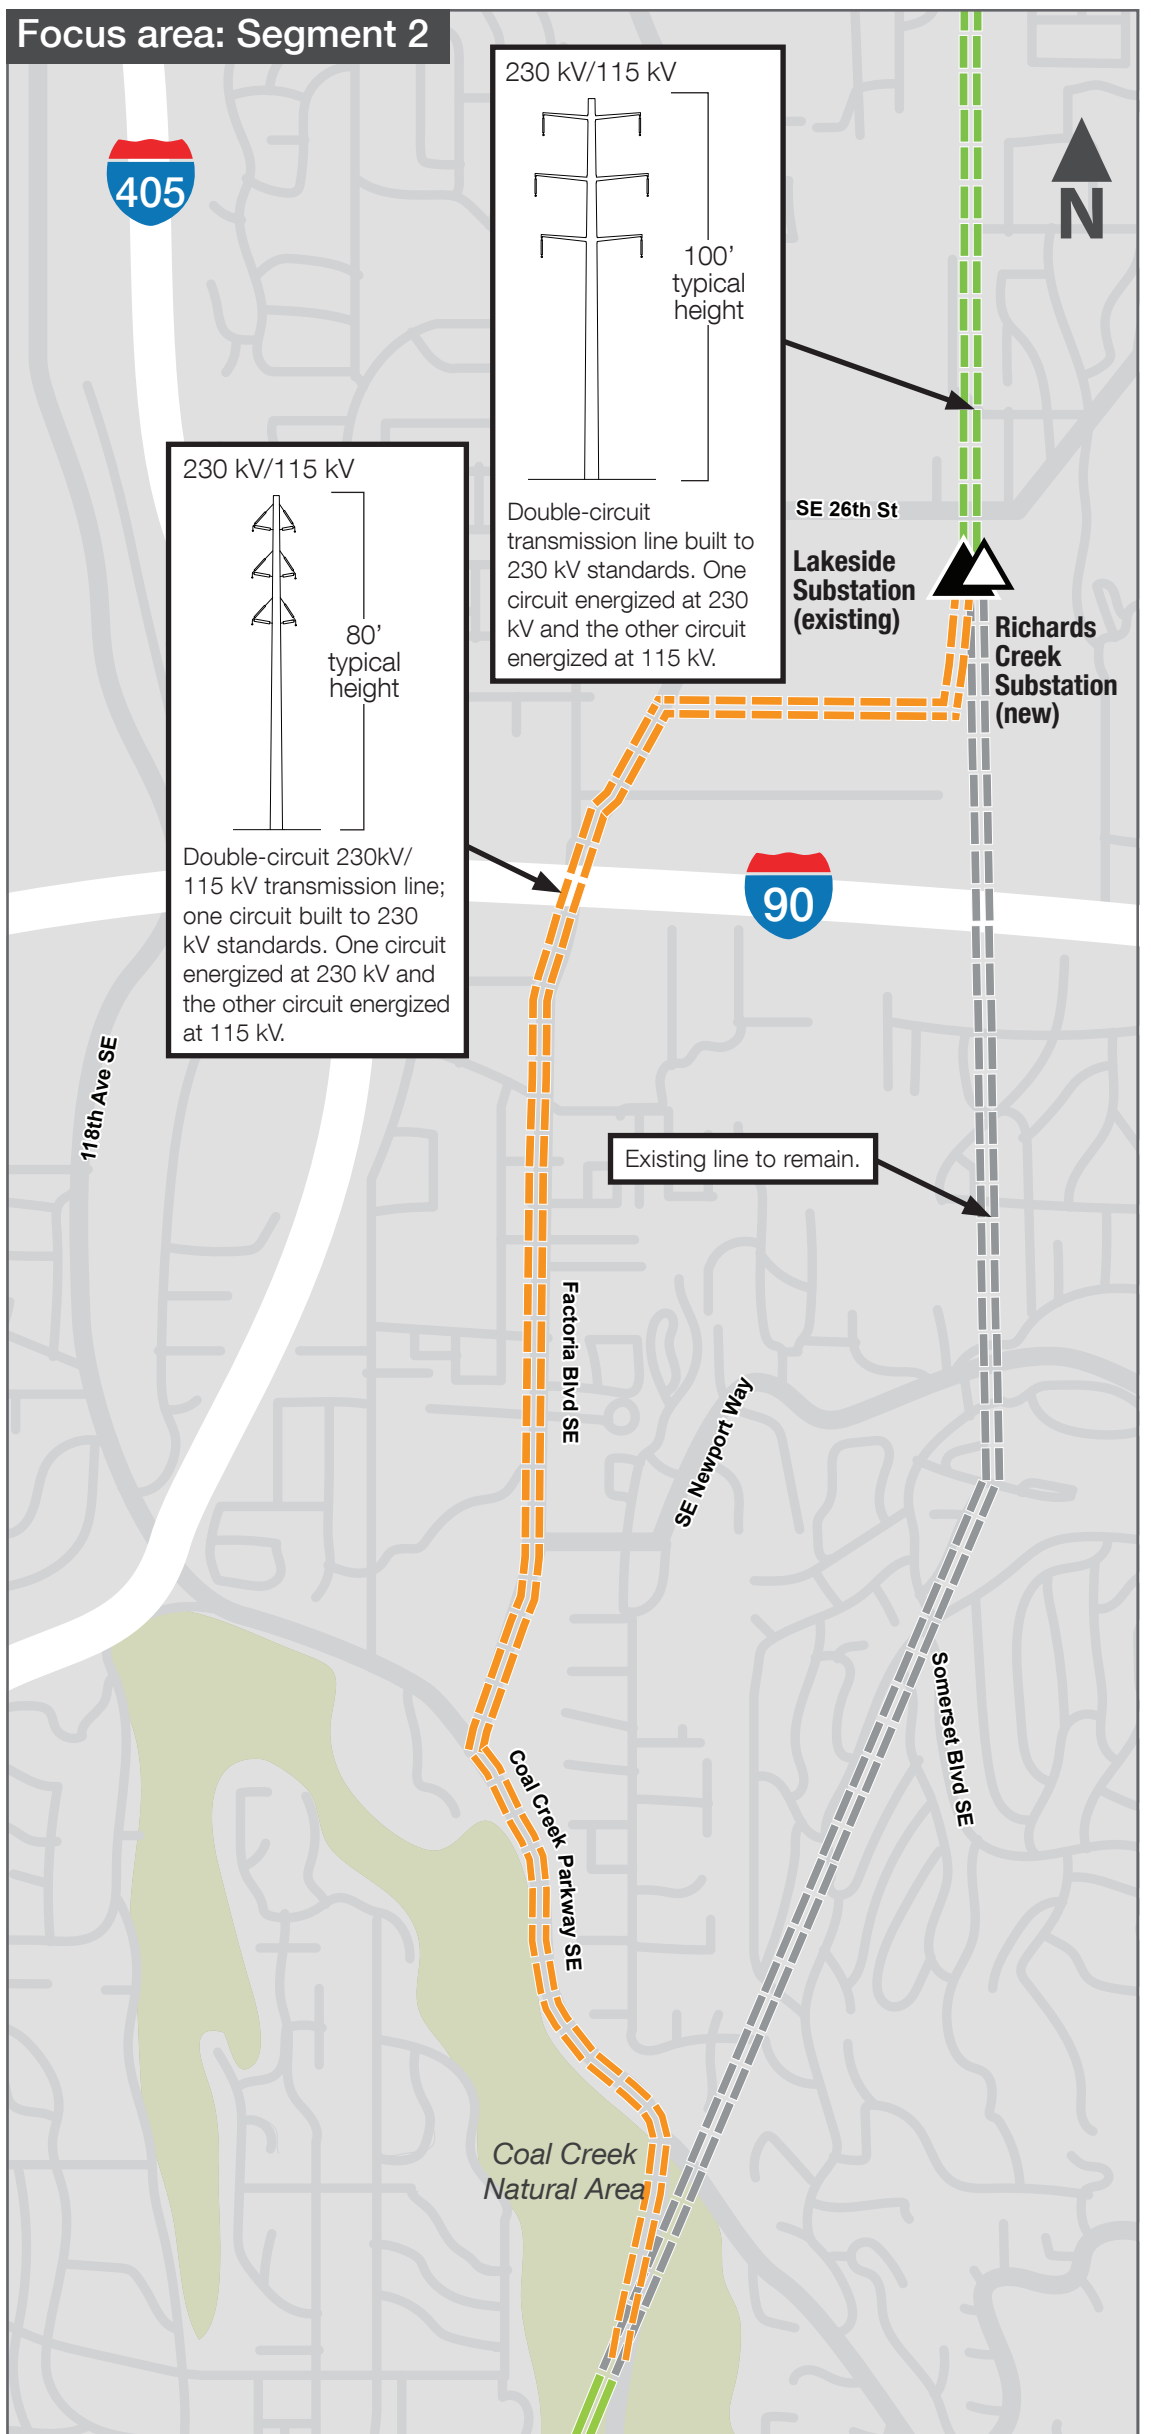 Focus area: Segment 2
230 kV/115 kV
405
N
100’
typical
height
230 kV/115 kV
SE 26th St
Double-circuit
transmission line built to
230 kV standards. One
circuit energized at 230
kV and the other circuit
energized at 115 kV.
Lakeside
Substation
(existing)
80’
typical
height
Richards
Creek
Substation
(new)
Double-circuit 230kV/
115 kV transmission line;
one circuit built to 230
kV standards. One circuit
energized at 230 kV and
the other circuit energized
at 115 kV.
90
118th Ave SE
Existing line to remain.
Factoria Blvd SE
SE Newport Way
Somerset Blvd SE
Coal Creek Parkway SE
Coal Creek
Natural Area